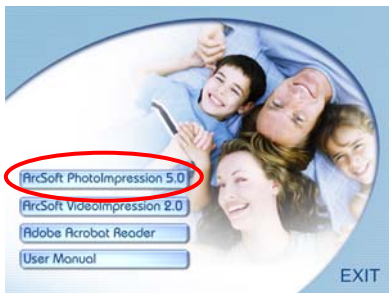 ArcSoft PhotoImpression 5.0
ArcSoft VideoImpression 2.0
Adobe Acrobat Reader
User Manual
EXIT